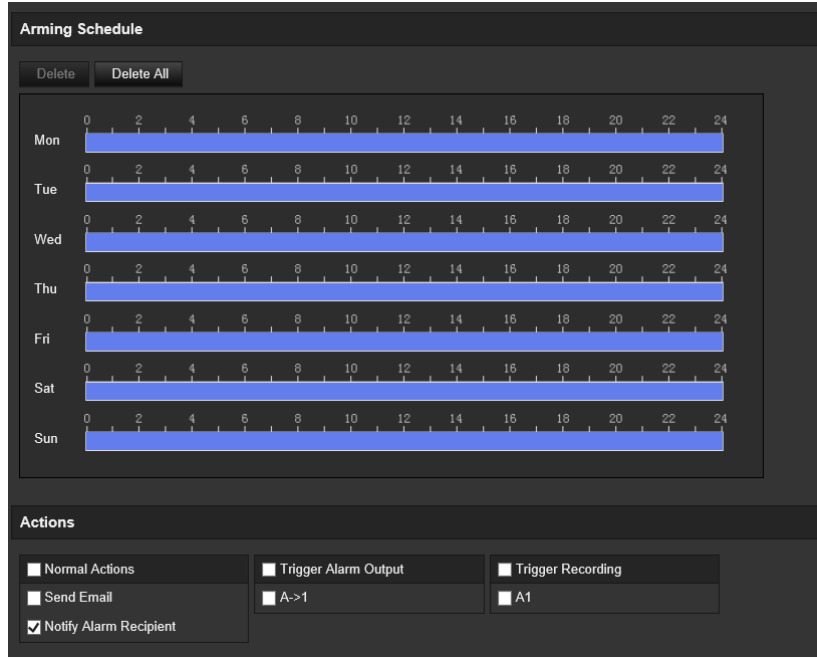 Arming Schedule
Delete Delete All
0 2 4 6 8 10 12 14 16 18 20 22 24
Mon
0 2 4 6 8 10 12 14 16 18 20 22 24
Tue
0 2 4 6 8 10 12 14 16 18 20 22 24
Wed
0 2 4 6 8 10 12 14 16 18 20 22 24
Thu
0 2 4 6 8 10 12 14 16 18 20 22 24
Fri
0 2 4 6 8 10 12 14 16 18 20 22 24
Sat
0 2 4 6 8 10 12 14 16 18 20 22 24
Sun
Actions
Normal Actions Trigger Alarm Output Trigger Recording
Send Email A->1 A1
Notify Alarm Recipient